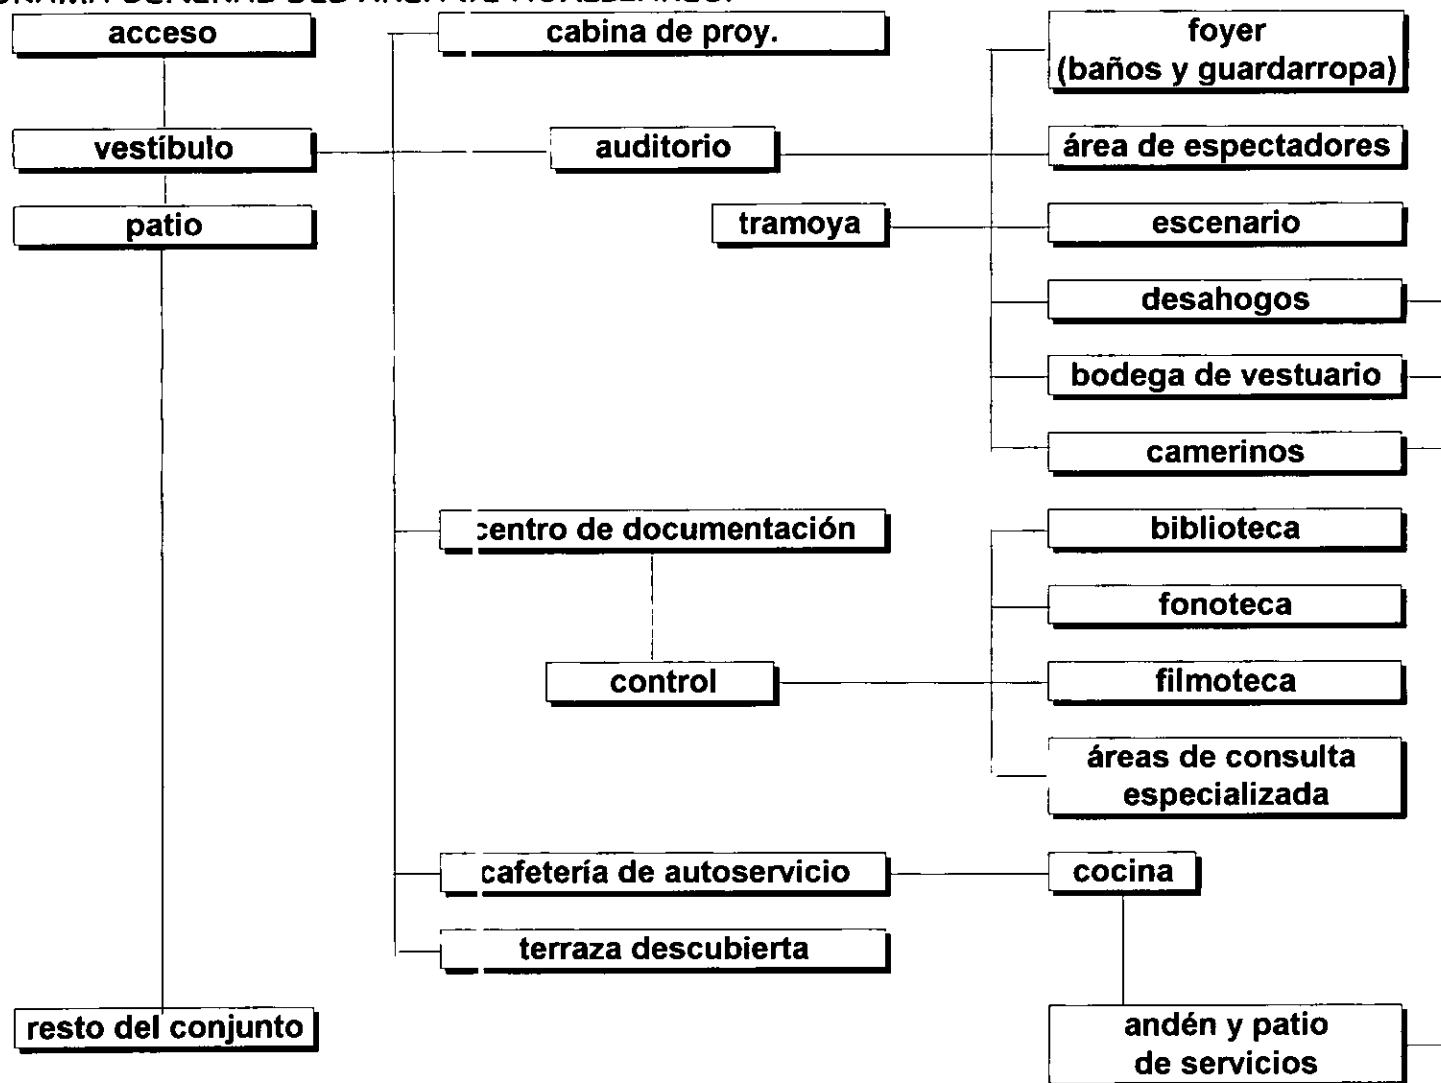 acceso
cabina de proy.
foyer
(baños y guardarropa)
vestíbulo
auditorio
área de espectadores
patio
tramoya
escenario
desahogos
bodega de vestuario
camerinos
centro de documentación
biblioteca
fonoteca
control
filmoteca
áreas de consulta
especializada
cafetería de autoservicio
cocina
terraza descubierta
resto del conjunto
andén y patio
de servicios